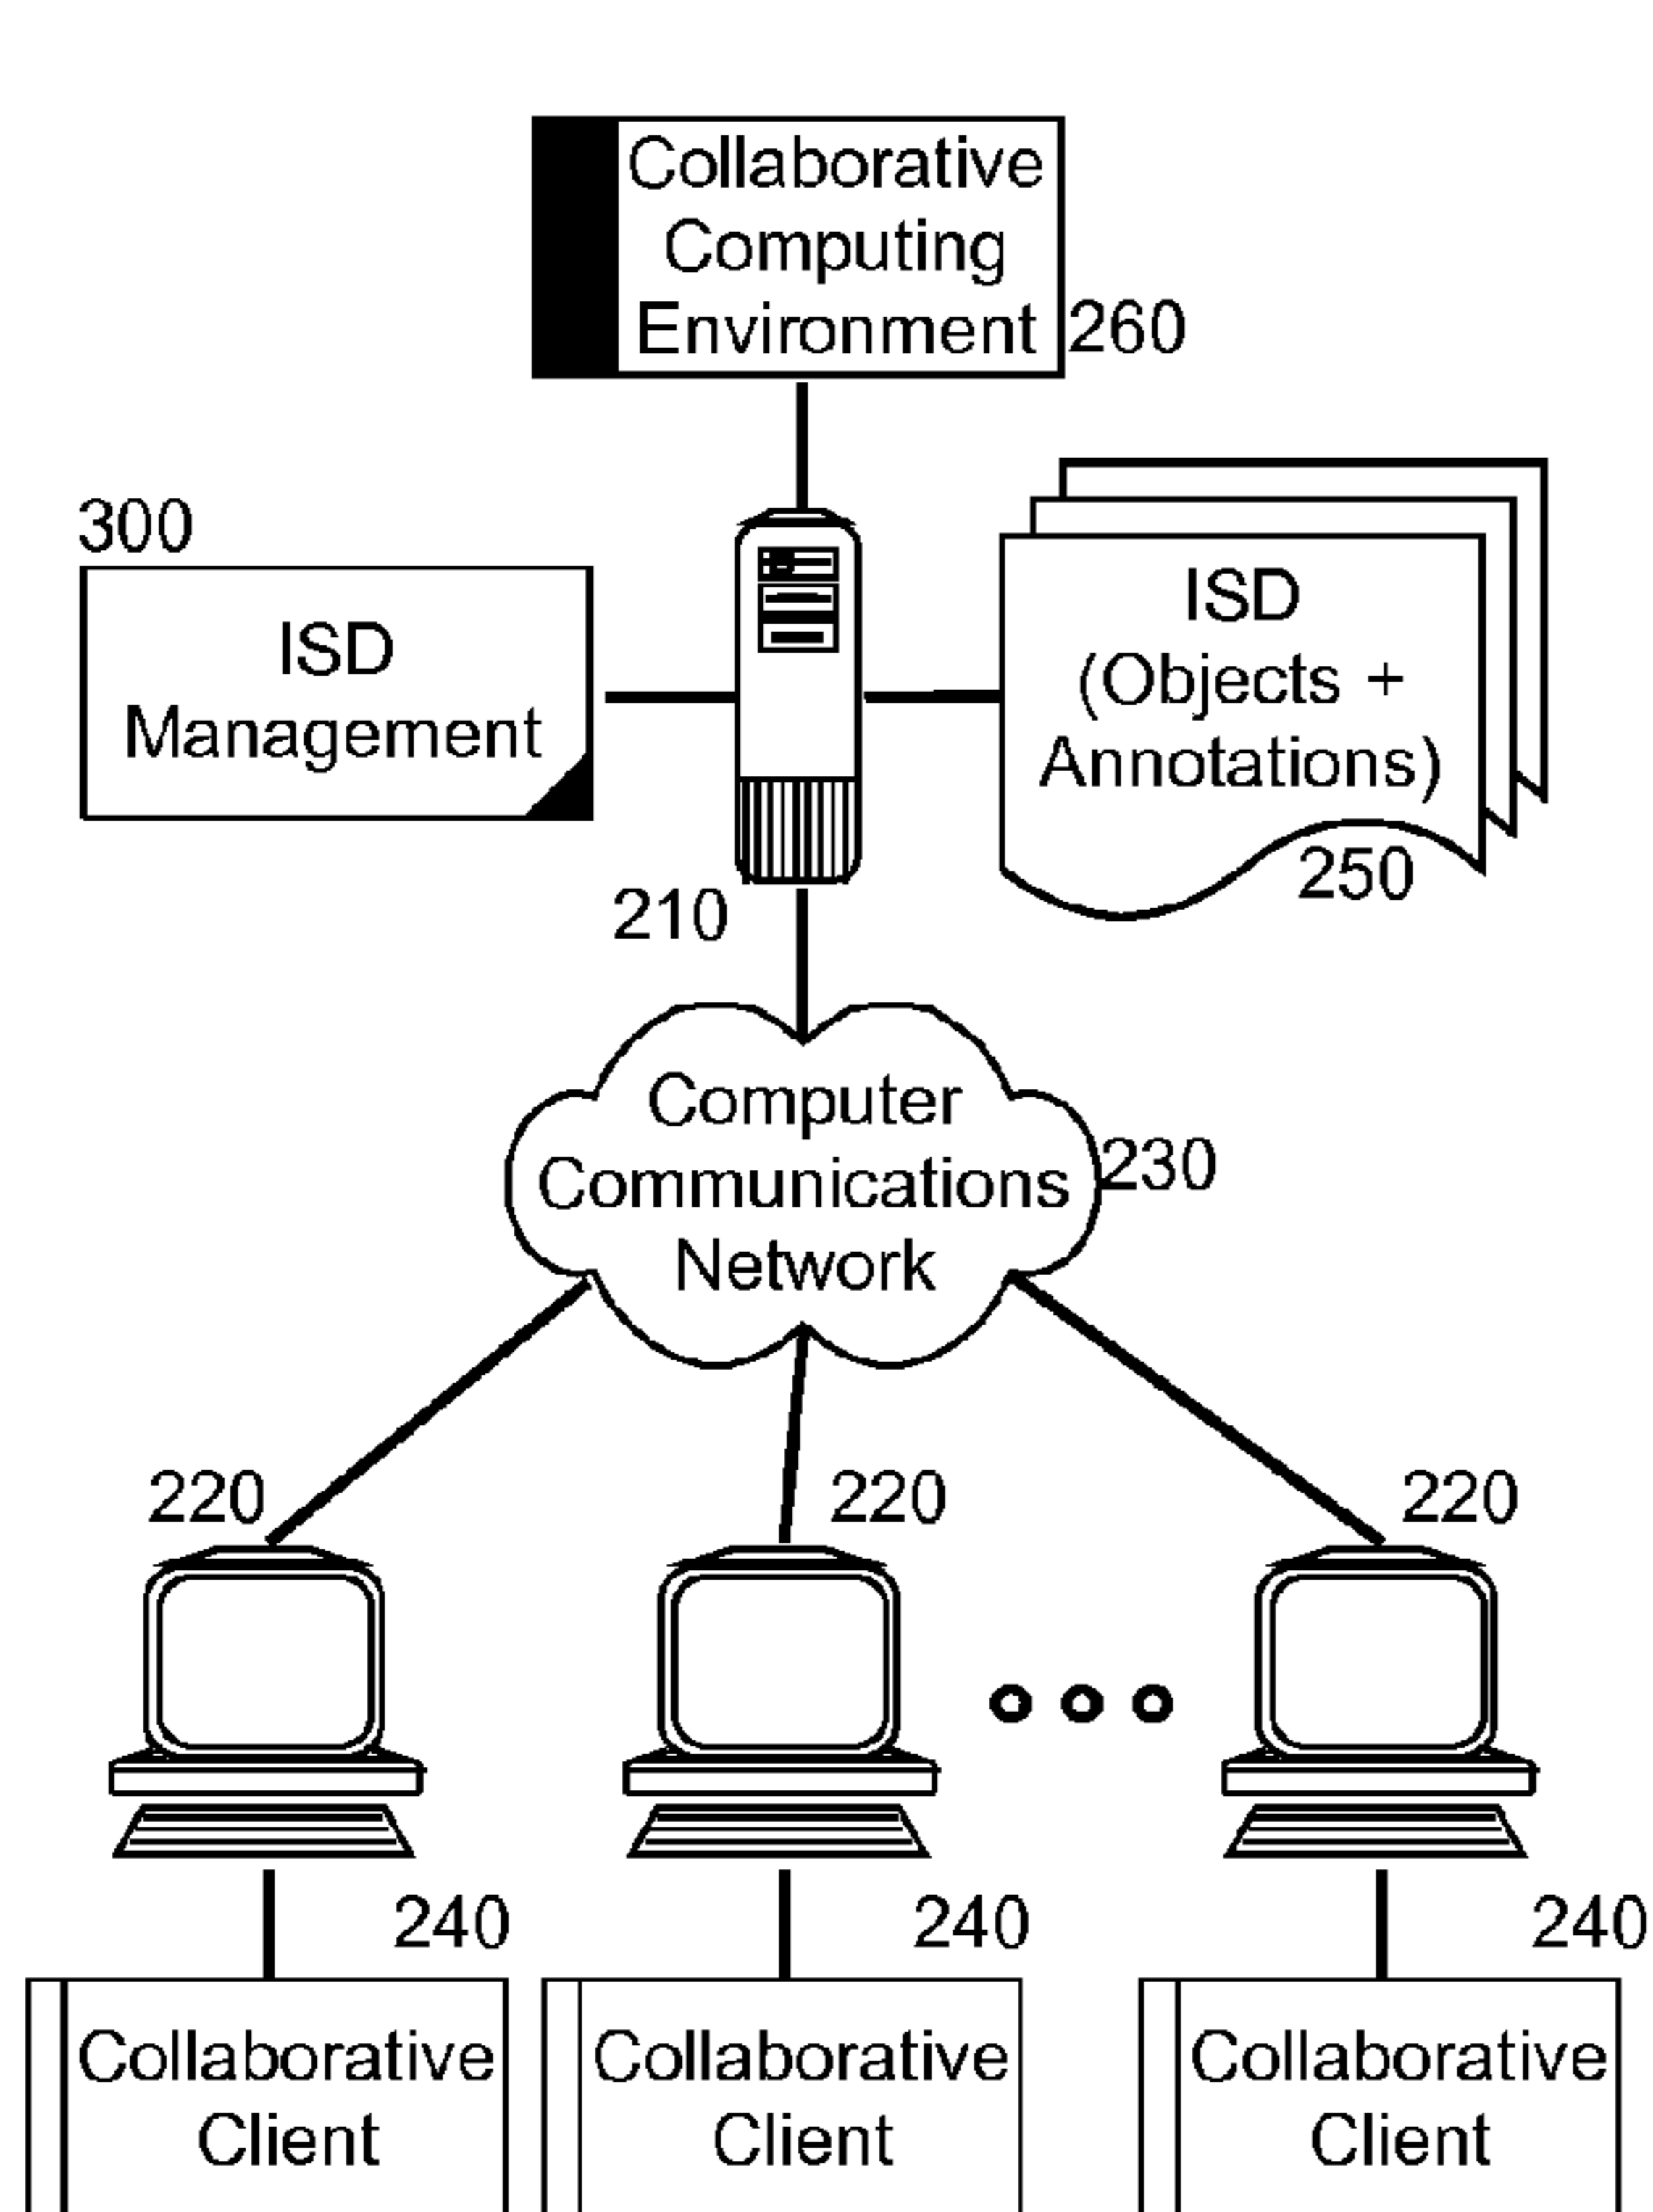 Collaborative
Computing
Environment 260
300
ISD
Management
ISD
(Objects +
Annotations)
250
210
Computer
Communications
Network
230
220 220 220
240 240 240
Collaborative Collaborative Collaborative
Client Client Client